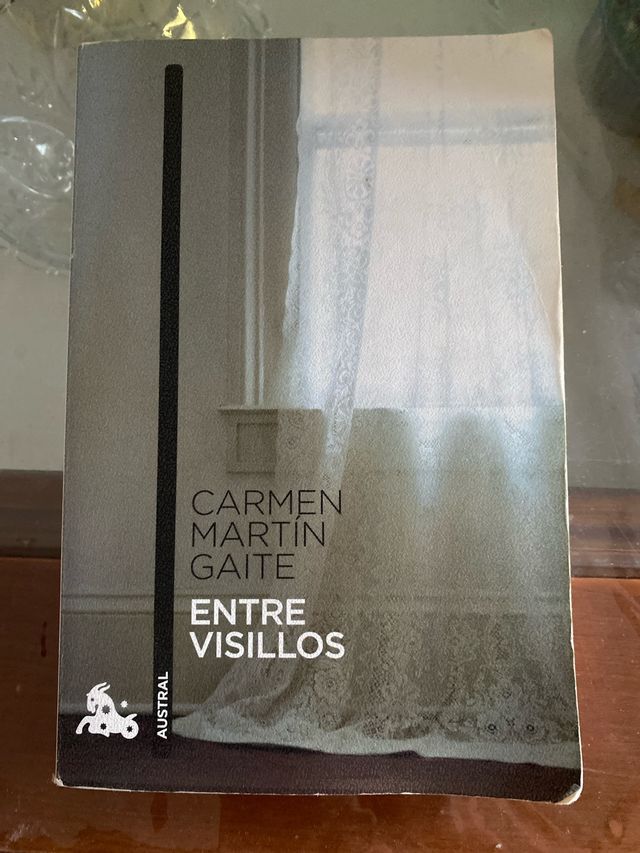 CARMEN
MARTÍN
GAITE
ENTRE
VISILLOS
AUSTRAL